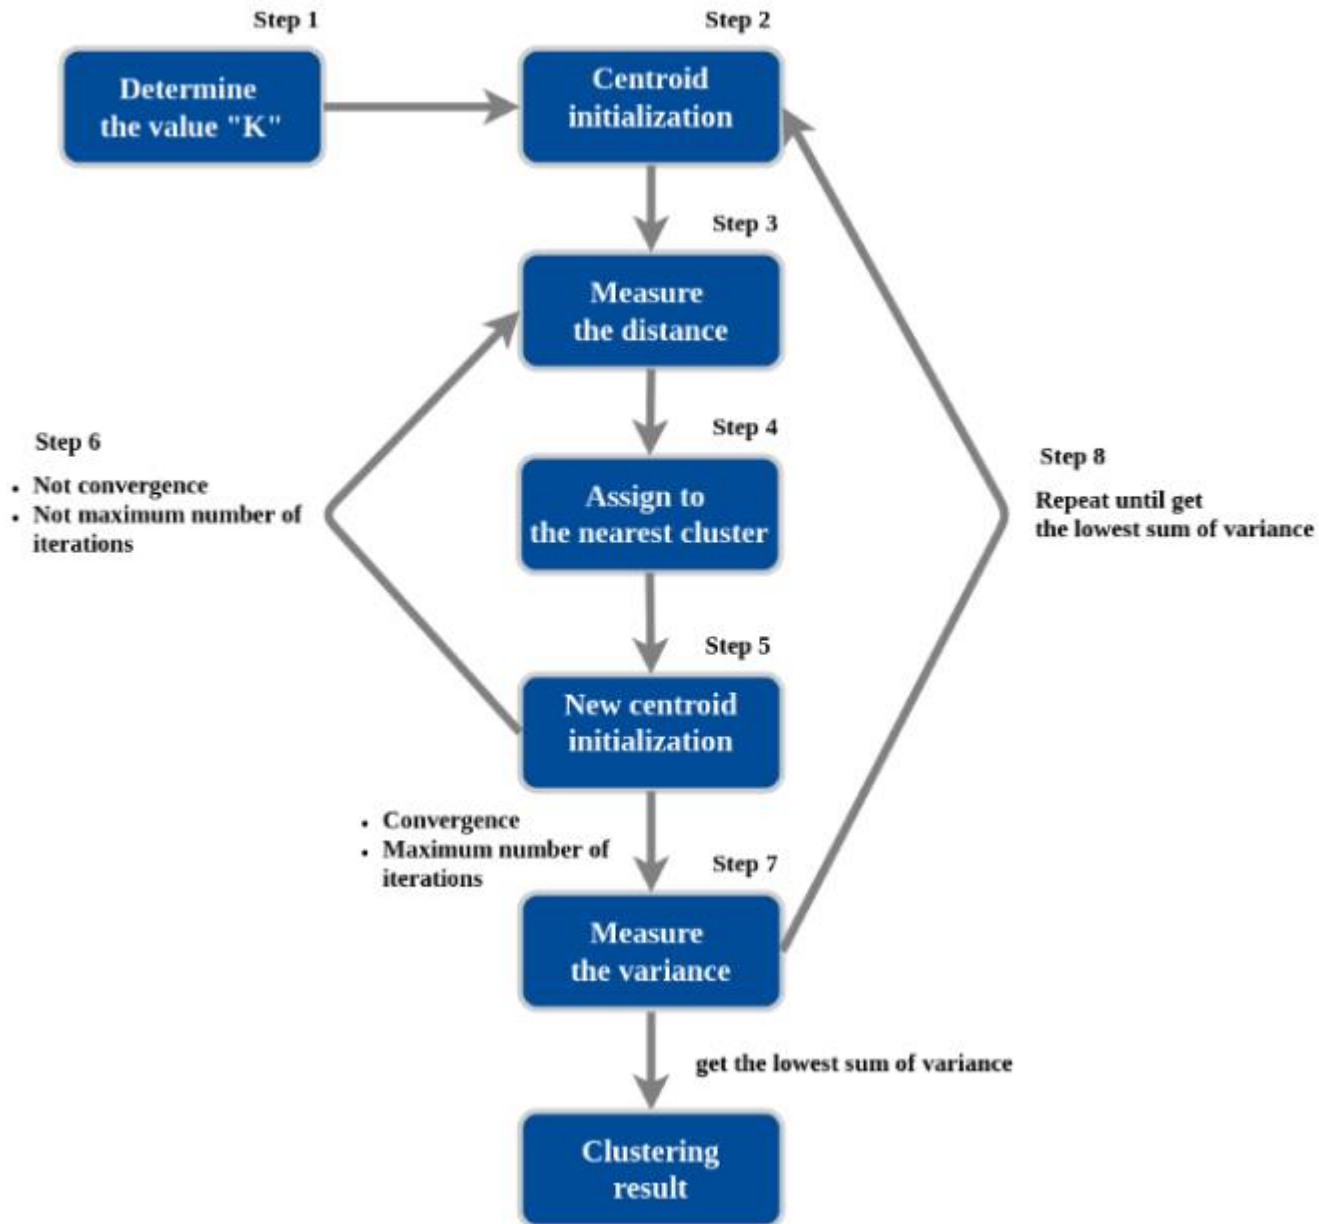 Step 1
Determine
the value "K"
Step 2
Centroid
initialization
Step 3
Measure
the distance
Step 4
Assign to
the nearest cluster
Step 5
New centroid
initialization
Step 6
• Not convergence
• Not maximum number of
iterations
• Convergence
• Maximum number of
iterations
Step 7
Measure
the variance
Step 8
Repeat until get
the lowest sum of variance
get the lowest sum of variance
Clustering
result